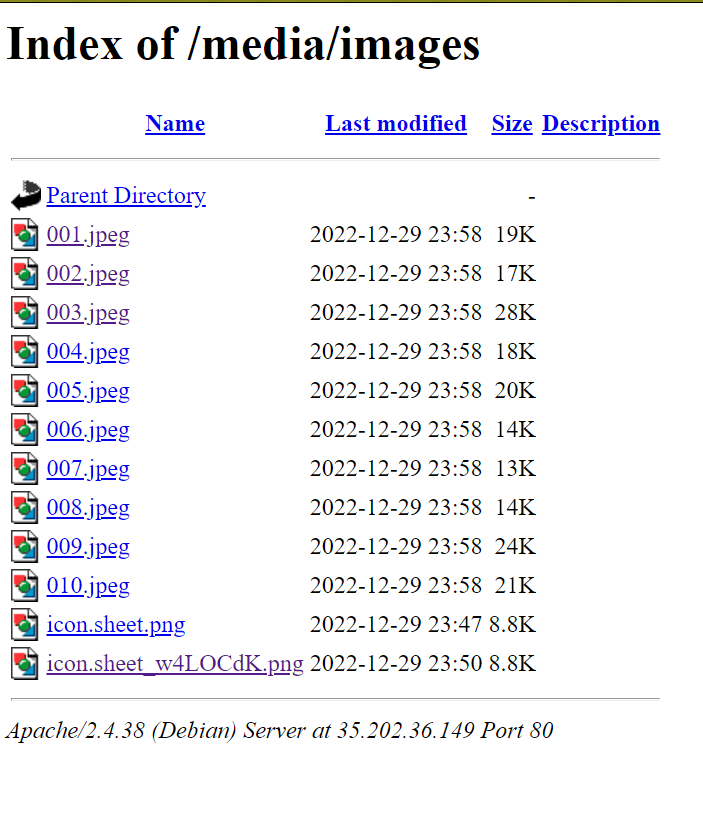 Index of /media/images
Name Last modified Size Description
Parent Directory -
001.jpeg 2022-12-29 23:58 19K
002.jpeg 2022-12-29 23:58 17K
003.jpeg 2022-12-29 23:58 28K
004.jpeg 2022-12-29 23:58 18K
005.jpeg 2022-12-29 23:58 20K
006.jpeg 2022-12-29 23:58 14K
007.jpeg 2022-12-29 23:58 13K
008.jpeg 2022-12-29 23:58 14K
009.jpeg 2022-12-29 23:58 24K
010.jpeg 2022-12-29 23:58 21K
icon.sheet.png 2022-12-29 23:47 8.8K
icon.sheet_w4LOCdK.png 2022-12-29 23:50 8.8K
Apache/2.4.38 (Debian) Server at 35.202.36.149 Port 80